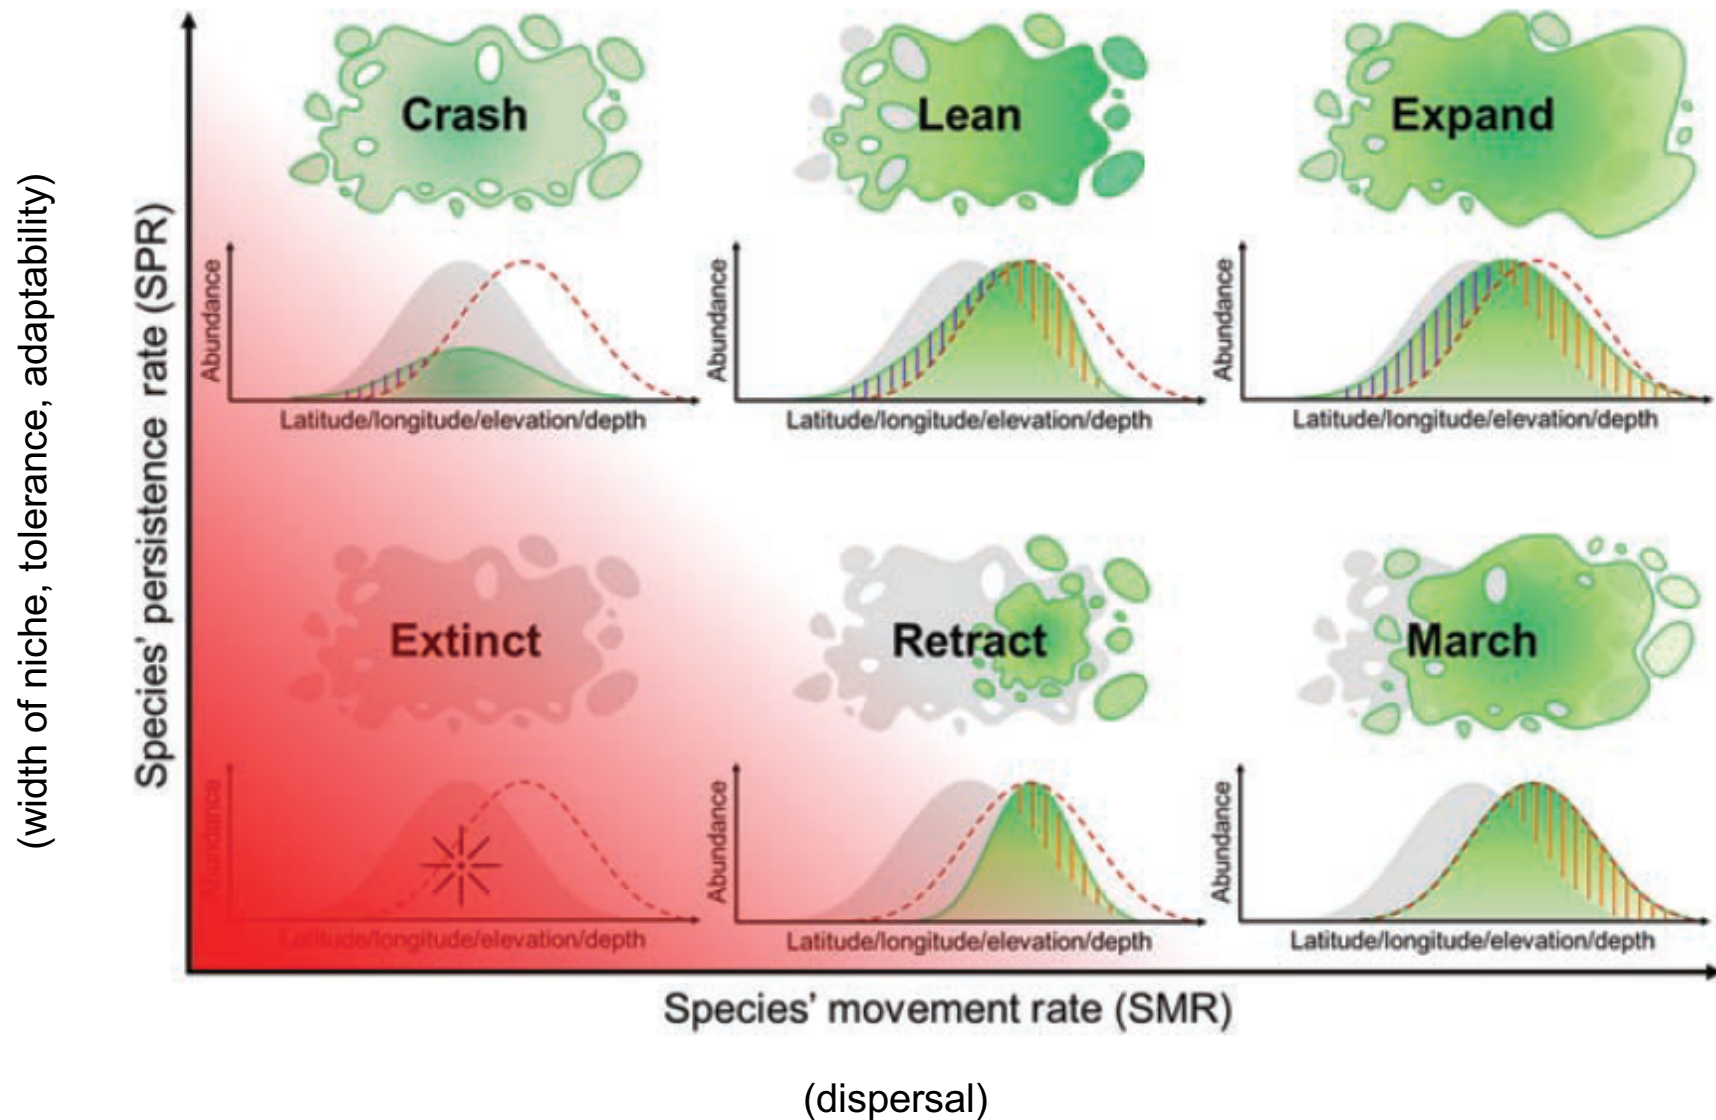 (width of niche, tolerance, adaptability)
Species’ persistence rate (SPR)
Crash
Lean
Expand
Abundance
Latitude/longitude/elevation/depth
Abundance
Latitude/longitude/elevation/depth
Abundance
Latitude/longitude/elevation/depth
Extinct
Retract
March
Abundance
Latitude/longitude/elevation/depth
Abundance
Latitude/longitude/elevation/depth
Abundance
Latitude/longitude/elevation/depth
Species’ movement rate (SMR)
(dispersal)